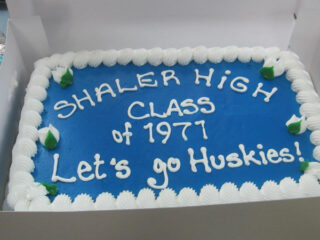 SHALER HiGH
CLASS
of 1977
Let's go Huskies!